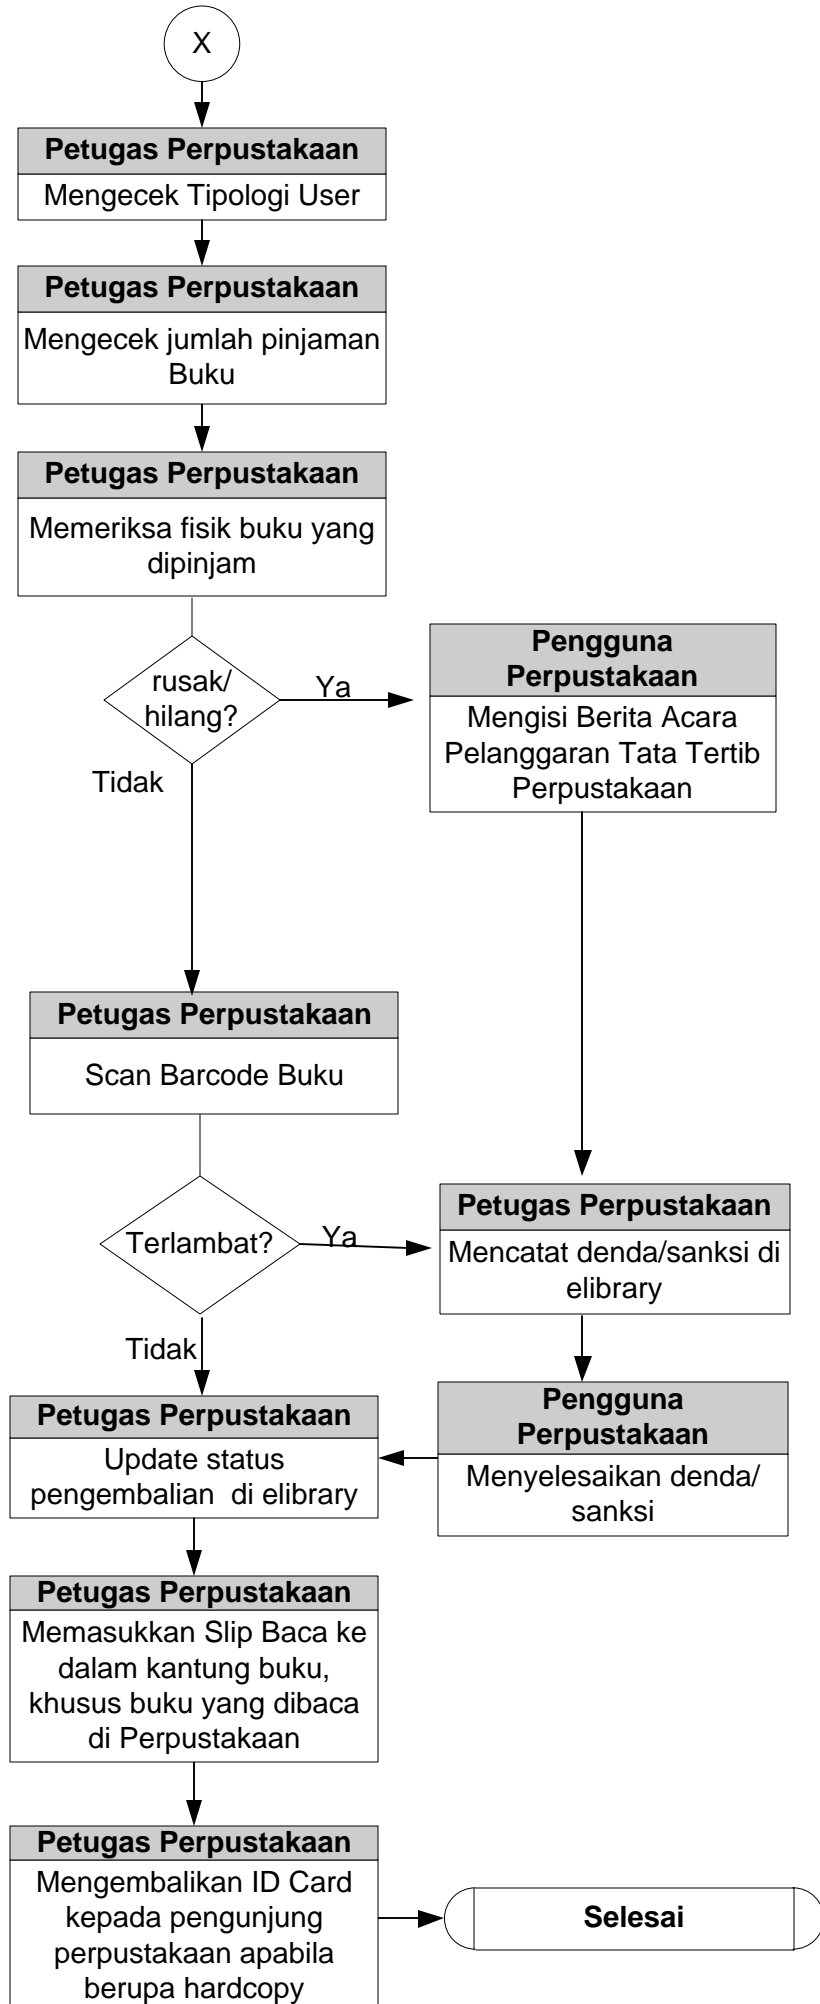 X
Petugas Perpustakaan
Mengecek Tipologi User
Petugas Perpustakaan
Mengecek jumlah pinjaman
Buku
Petugas Perpustakaan
Memeriksa fisik buku yang
dipinjam
rusak/
hilang?
Ya
Pengguna
Perpustakaan
Mengisi Berita Acara
Pelanggaran Tata Tertib
Perpustakaan
Tidak
Petugas Perpustakaan
Scan Barcode Buku
Terlambat?
Ya
Petugas Perpustakaan
Mencatat denda/sanksi di
elibrary
Tidak
Pengguna
Perpustakaan
Menyelesaikan denda/
sanksi
Petugas Perpustakaan
Update status
pengembalian di elibrary
Petugas Perpustakaan
Memasukkan Slip Baca ke
dalam kantung buku,
khusus buku yang dibaca
di Perpustakaan
Petugas Perpustakaan
Mengembalikan ID Card
kepada pengunjung
perpustakaan apabila
berupa hardcopy
Selesai